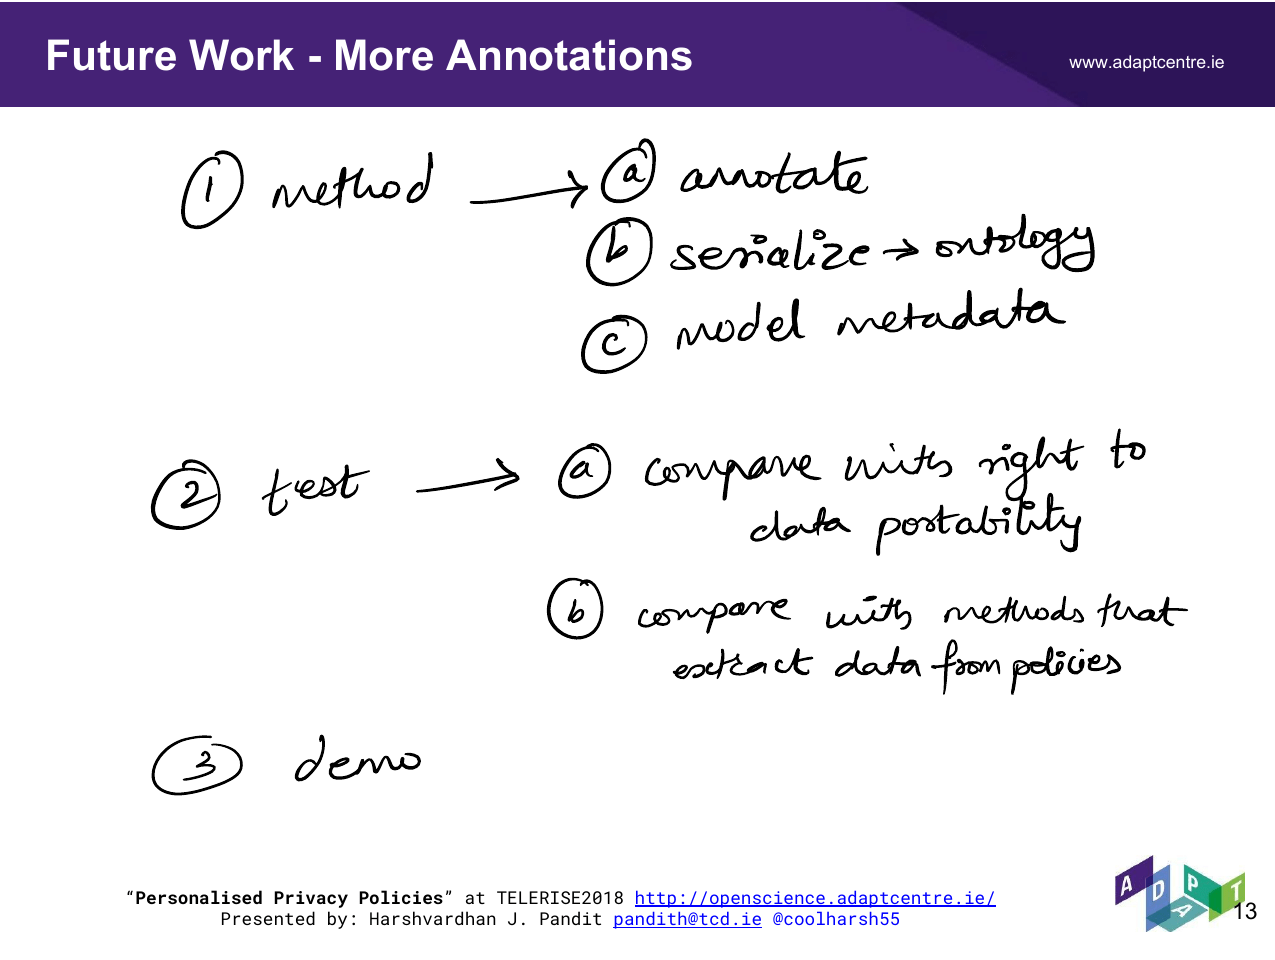 Future Work - More Annotations
www.adaptcentre.ie
1 method → a annotate
b serialize → ontology
c model metadata
2 test → a compare with right to
data portability
b compare with methods that
extract data from policies
3 demo
“Personalised Privacy Policies” at TELERISE2018 http://openscience.adaptcentre.ie/
Presented by: Harshvardhan J. Pandit pandith@tcd.ie @coolharsh55
ADAPT
13